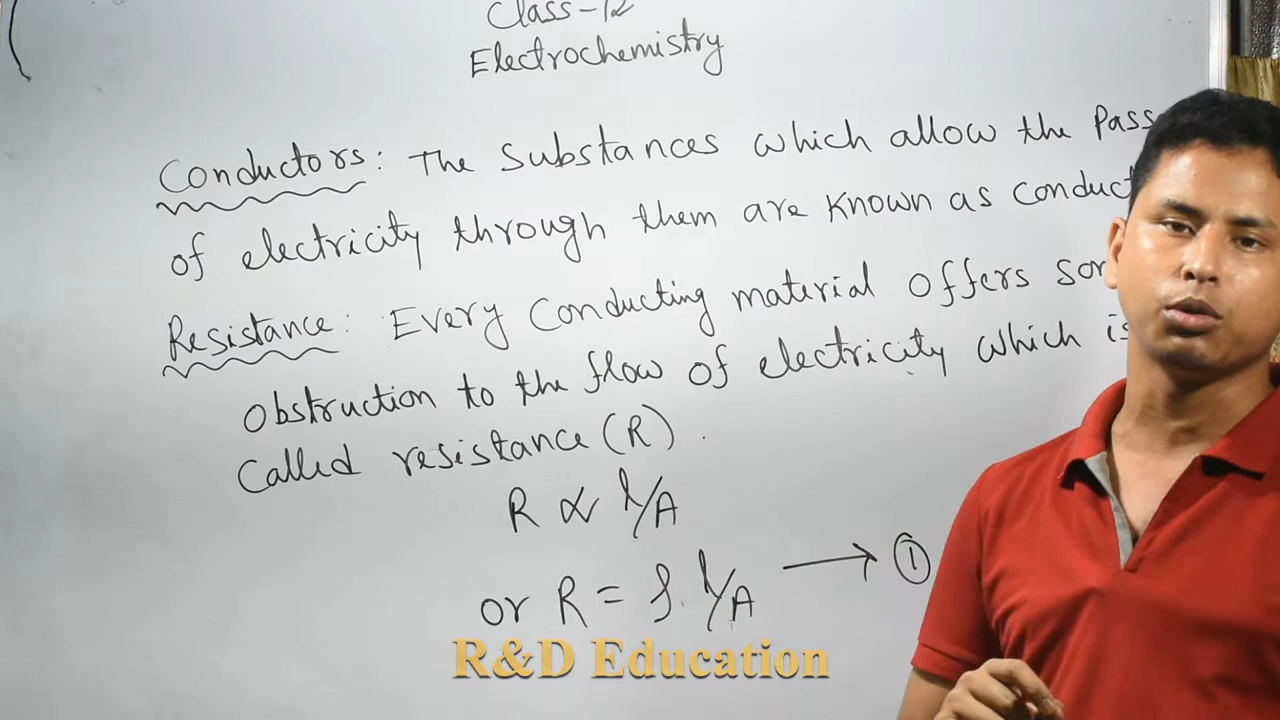 Class-12
Electrochemistry
Conductors: The substances which allow the Pass
of electricity through them are known as conduct
Resistance: Every conducting material offers
obstruction to the flow of electricity which is
called resistance (R).
R ∝ l/A
or R = ρ. l/A → ①
R&D Education